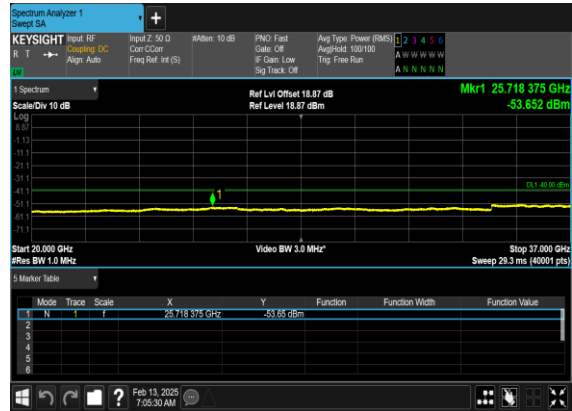 Spectrum Analyzer 1
Swept SA
KEYSIGHT Input: RF Input Z: 50 Ω #Atten: 10 dB PNO: Fast Avg Type: Power (RMS) 1 2 3 4 5 6
R T Coupling: DC Corr CCorr Gate: Off Avg|Hold: 100/100 A W W W W W
Align: Auto Freq Ref: Int (S) IF Gain: Low Trig: Free Run
Sig Track: Off A N N N N N
1 Spectrum Ref Lvl Offset 18.87 dB Mkr1 25.718 375 GHz
Scale/Div 10 dB Ref Level 18.87 dBm -53.652 dBm
Log
8.87
-1.13
-11.1
-21.1
-31.1
-41.1 DL1 -40.00 dBm
1
-51.1
-61.1
-71.1
Start 20.000 GHz Video BW 3.0 MHz* Stop 37.000 GHz
#Res BW 1.0 MHz Sweep 29.3 ms (40001 pts)
5 Marker Table
Mode Trace Scale X Y Function Function Width Function Value
1 N 1 f 25.718 375 GHz -53.65 dBm
2
3
4
5
6
? Feb 13, 2025
7:05:30 AM